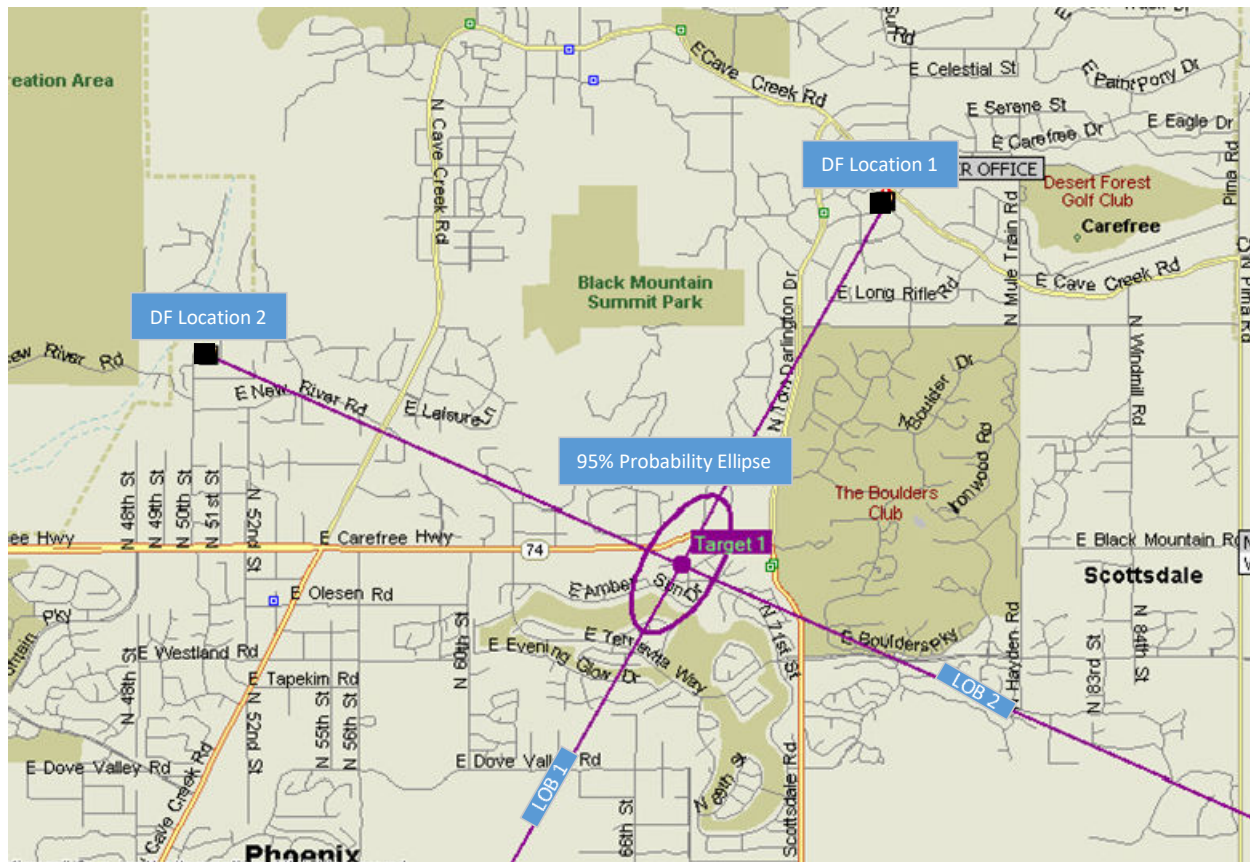 eation Area
N Cave Creek Rd
E Cave Creek Rd
E Celestial St
E Paint Pony Dr
E Serene St
E Carefree Dr
E Eagle Dr
Pima Rd
DF Location 1
R OFFICE
Desert Forest
Golf Club
Carefree
N Mule Train Rd
E Cave Creek Rd
N Pima Rd
Black Mountain
Summit Park
E Long Rifle Rd
N Tom Darlington Dr
N Windmill Rd
DF Location 2
ew River Rd
E New River Rd
E Leisure Ln
Boulder Dr
Ironwood Rd
95% Probability Ellipse
The Boulders
Club
N 48th St
N 49th St
N 50th St
N 51st St
N 52nd St
ee Hwy
E Carefree Hwy
74
Target 1
E Black Mountain Rd
Scottsdale
E Olesen Rd
E Amber Sun Dr
N 71st St
E Boulders Pky
Hayden Rd
N 83rd St
N 84th St
untain Pky
N 48th St
E Westland Rd
E Tapekim Rd
N 52nd St
N 55th St
N 56th St
N 60th St
E Terravita Way
E Evening Glow Dr
LOB 2
E Dove Valley Rd
N Cave Creek Rd
E Dove Valley Rd
LOB 1
66th St
N 69th St
Scottsdale Rd
Phoenix